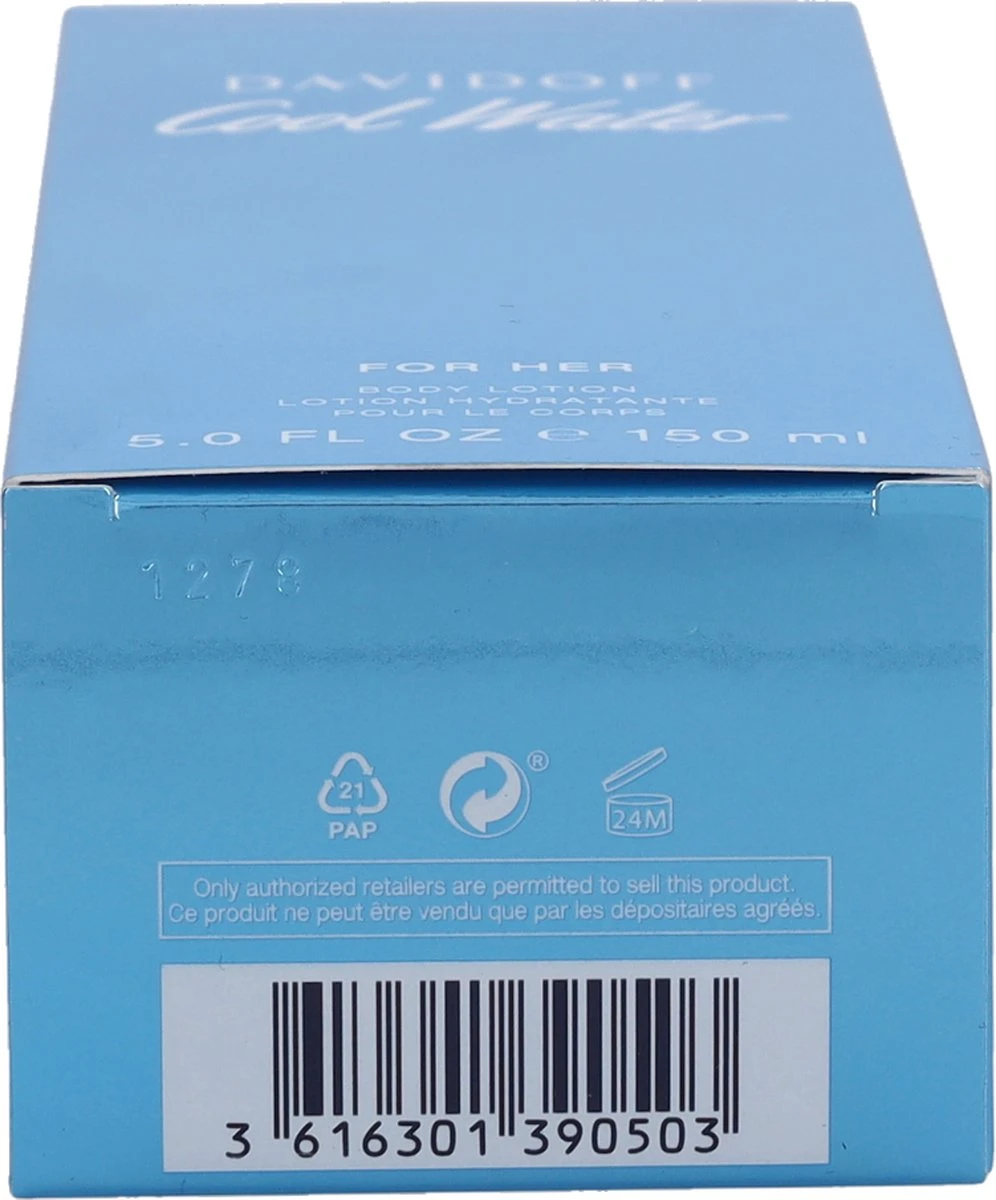 DAVIDOFF
Cool Water
FOR HER
BODY LOTION
LOTION HYDRATANTE
POUR LE CORPS
5.0 FL OZ ℮ 150 ml
1278
21
PAP
®
24M
Only authorized retailers are permitted to sell this product.
Ce produit ne peut être vendu que par les dépositaires agréés.
3 616301 390503